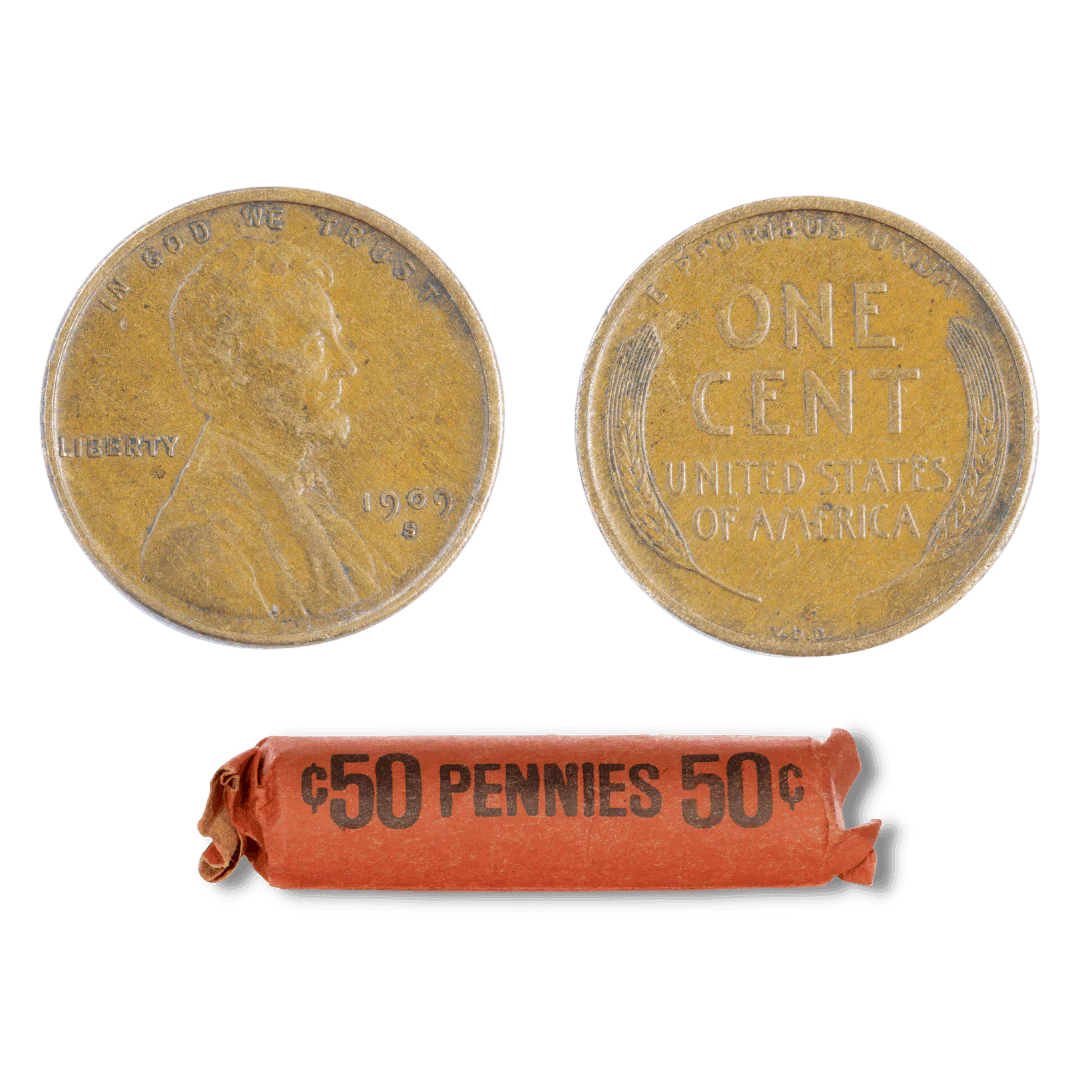 IN GOD WE TRUST
LIBERTY
1909
S
E PLURIBUS UNUM
ONE
CENT
UNITED STATES
OF AMERICA
V.D.B.
¢50 PENNIES 50¢